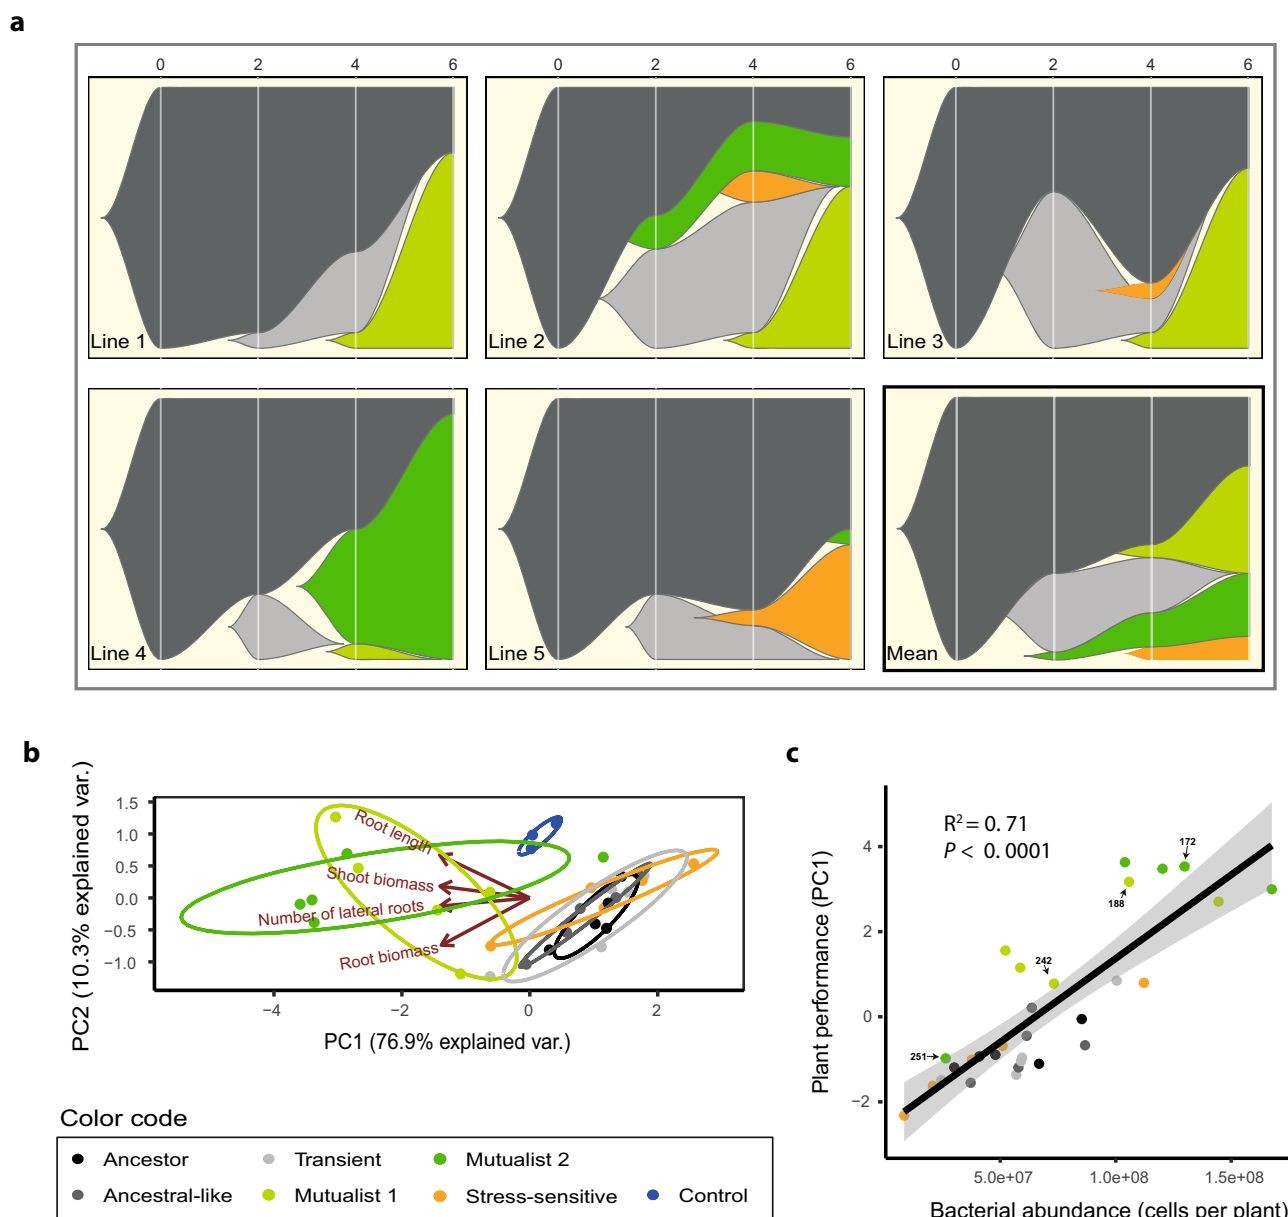 a
0 2 4 6 0 2 4 6 0 2 4 6
Line 1 Line 2 Line 3
Line 4 Line 5 Mean
b
PC2 (10.3% explained var.)
1.5
1.0
0.5
0.0
−0.5
−1.0
Root length
Shoot biomass
Number of lateral roots
Root biomass
−4 −2 0 2
PC1 (76.9% explained var.)
c
Plant performance (PC1)
4
2
0
−2
R² = 0.71
P < 0.0001
172
188
242
251
5.0e+07 1.0e+08 1.5e+08
Bacterial abundance (cells per plant)
Color code
Ancestor Transient Mutualist 2
Ancestral-like Mutualist 1 Stress-sensitive Control